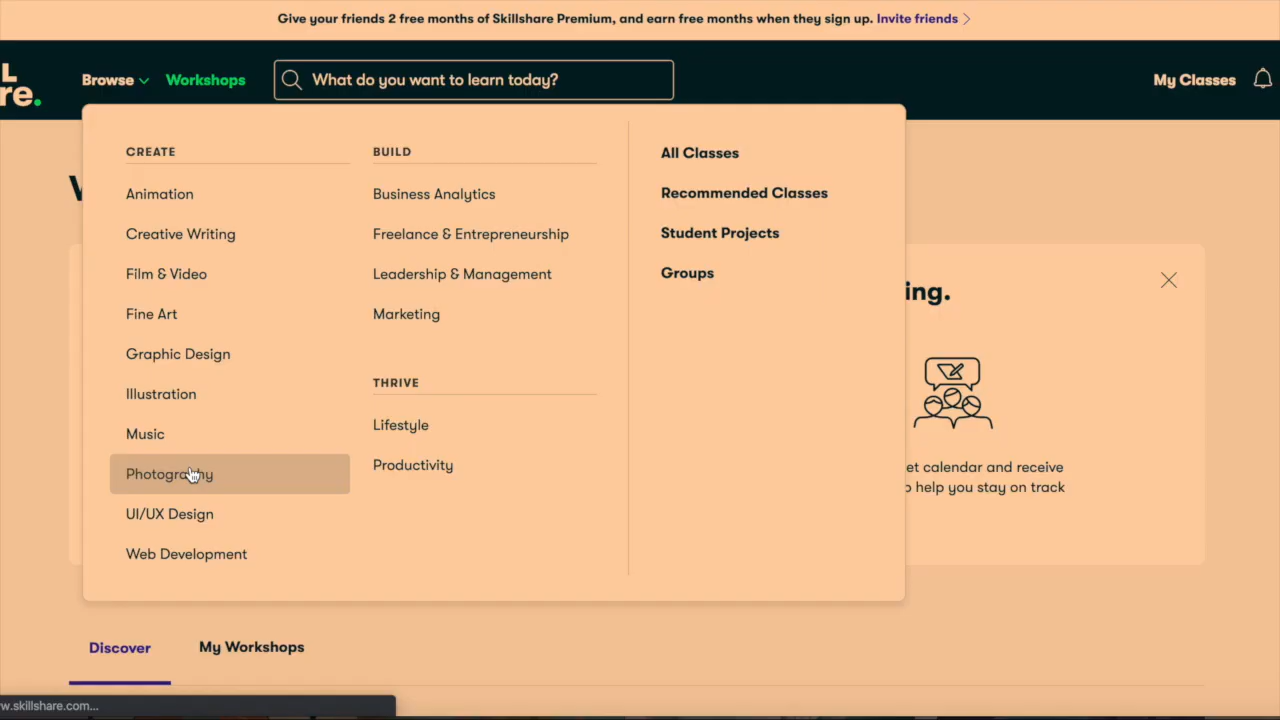 Give your friends 2 free months of Skillshare Premium, and earn free months when they sign up. Invite friends
L
re.
Browse
Workshops
What do you want to learn today?
My Classes
CREATE
Animation
Creative Writing
Film & Video
Fine Art
Graphic Design
Illustration
Music
Photography
UI/UX Design
Web Development
BUILD
Business Analytics
Freelance & Entrepreneurship
Leadership & Management
Marketing
THRIVE
Lifestyle
Productivity
All Classes
Recommended Classes
Student Projects
Groups
ing.
et calendar and receive
help you stay on track
Discover
My Workshops
w.skillshare.com...